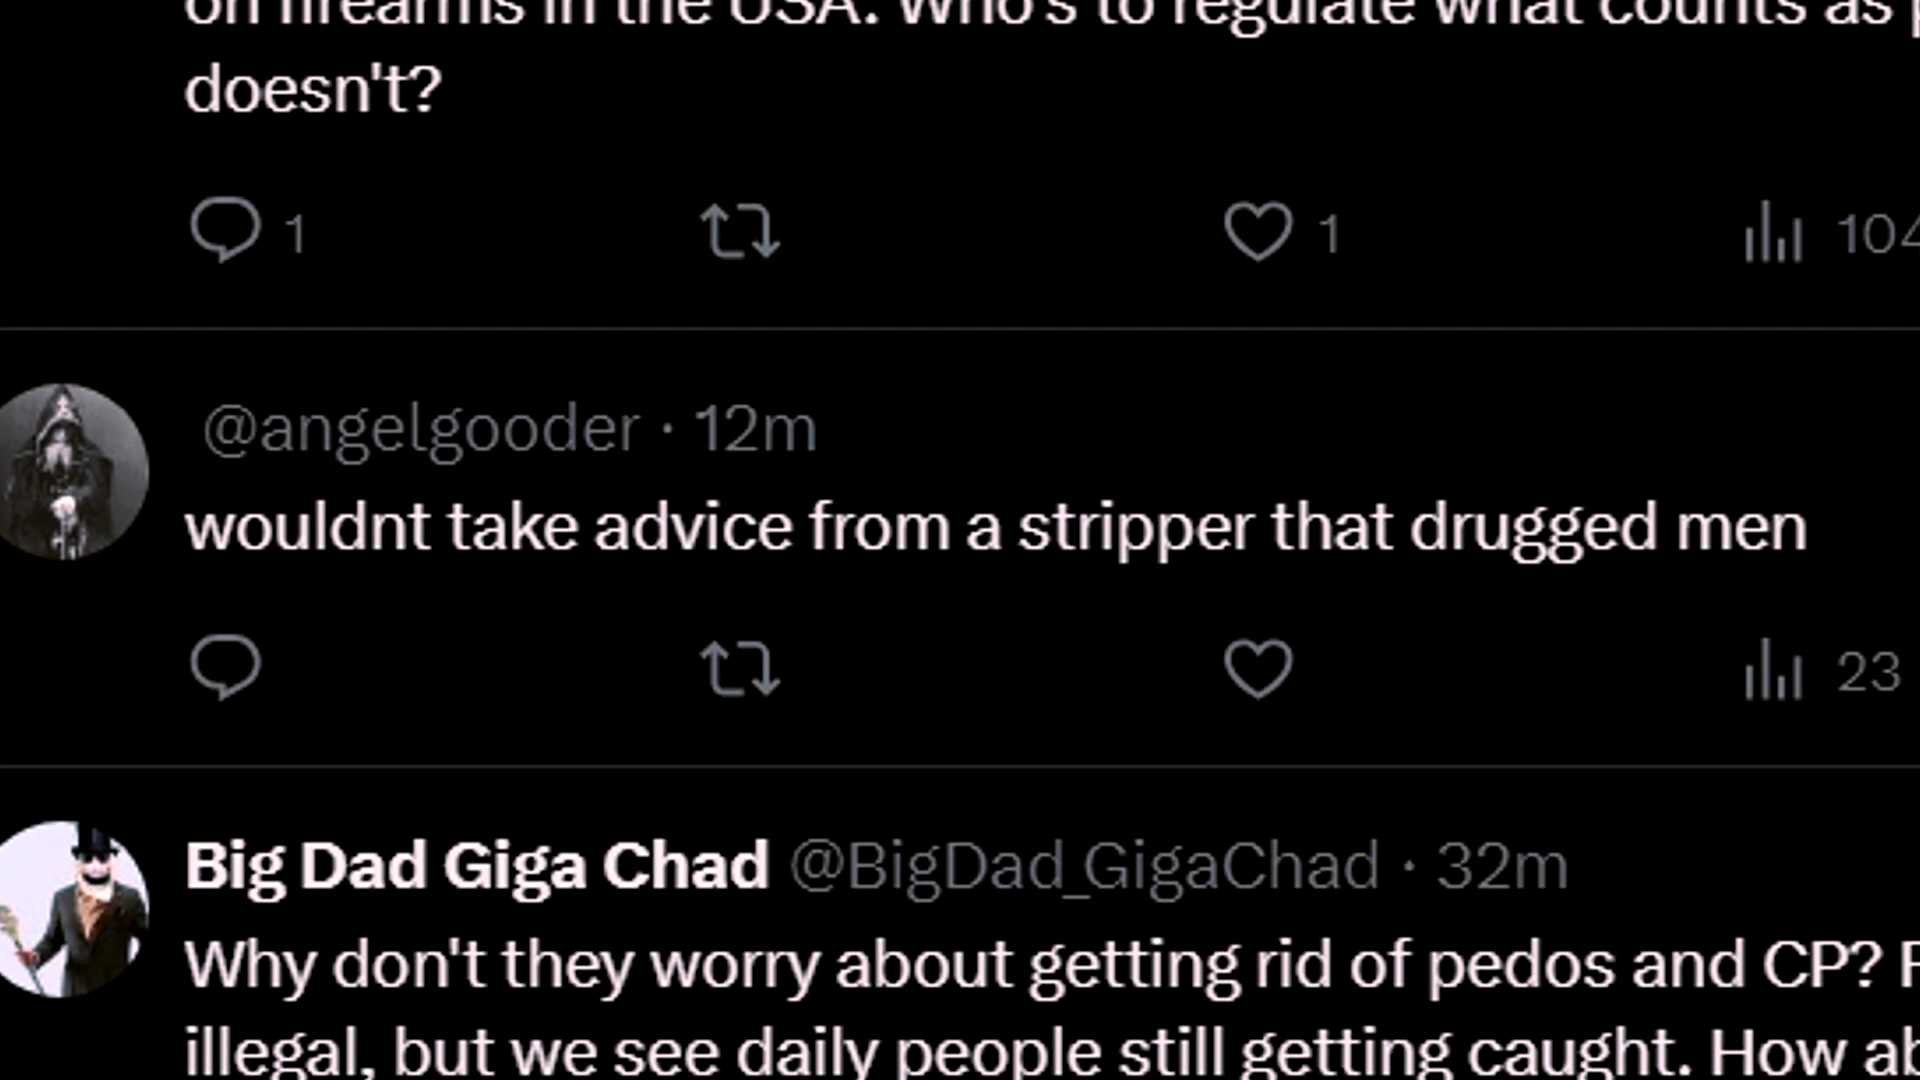 on firearms in the USA. Who's to regulate what counts as
doesn't?
1 1 104
@angelgooder · 12m
wouldnt take advice from a stripper that drugged men
23
Big Dad Giga Chad @BigDad_GigaChad · 32m
Why don't they worry about getting rid of pedos and CP?
illegal, but we see daily people still getting caught. How